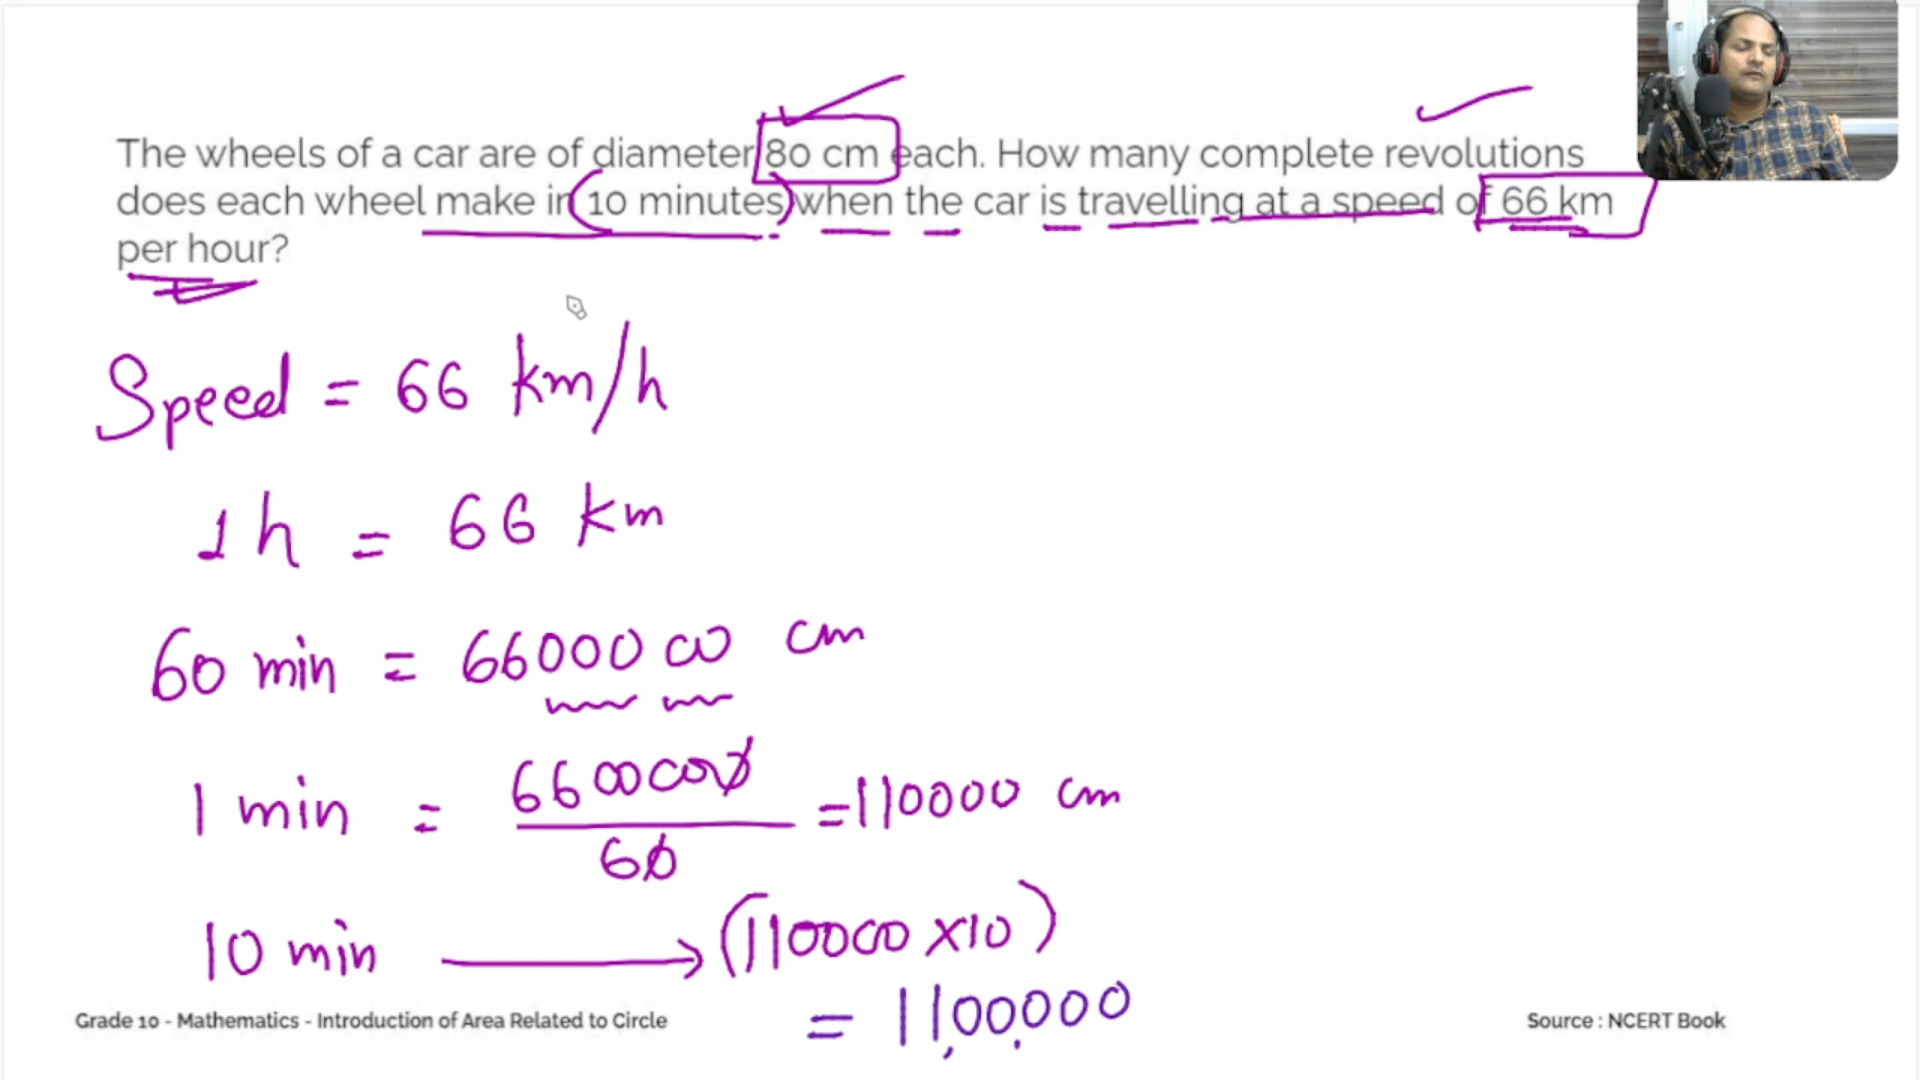 The wheels of a car are of diameter 80 cm each. How many complete revolutions
does each wheel make in 10 minutes when the car is travelling at a speed of 66 km
per hour?
Speed = 66 km/h
1 h = 66 km
60 min = 6600000 cm
1 min = 6600000/60 = 110000 cm
10 min → (110000 × 10)
= 11,00,000
Grade 10 - Mathematics - Introduction of Area Related to Circle
Source : NCERT Book